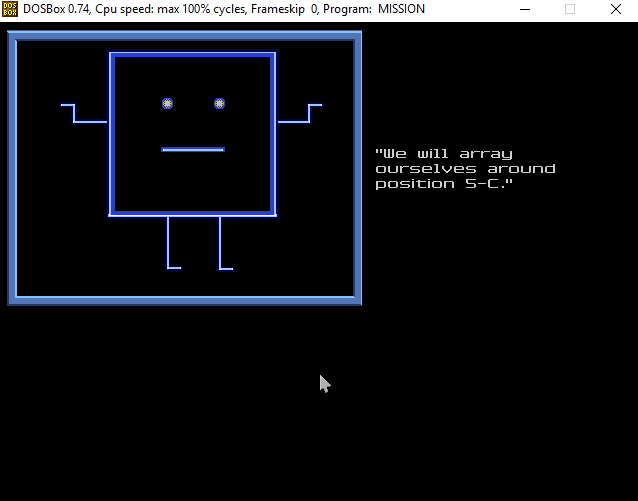 DOS
BOX
DOSBox 0.74, Cpu speed: max 100% cycles, Frameskip  0, Program:  MISSION
"We will array
ourselves around
position 5-C."